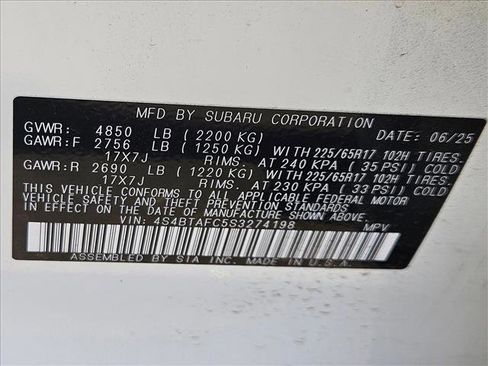 MFD BY SUBARU CORPORATION
DATE: 06/25
GVWR: 4850 LB (2200 KG)
GAWR:F 2756 LB (1250 KG) WITH 225/65R17 102H TIRES.
17X7J RIMS. AT 240 KPA (35 PSI) COLD
GAWR:R 2690 LB (1220 KG) WITH 225/65R17 102H TIRES.
17X7J RIMS. AT 230 KPA (33 PSI) COLD
THIS VEHICLE CONFORMS TO ALL APPLICABLE FEDERAL MOTOR
VEHICLE SAFETY THEFT PREVENTION STANDARDS
IN EFFECT ON THE DATE OF MANUFACTURE SHOWN ABOVE.
VIN: 4S4BTAFC5S3274198 MPV
ASSEMBLED BY SIA INC. MADE IN U.S.A.